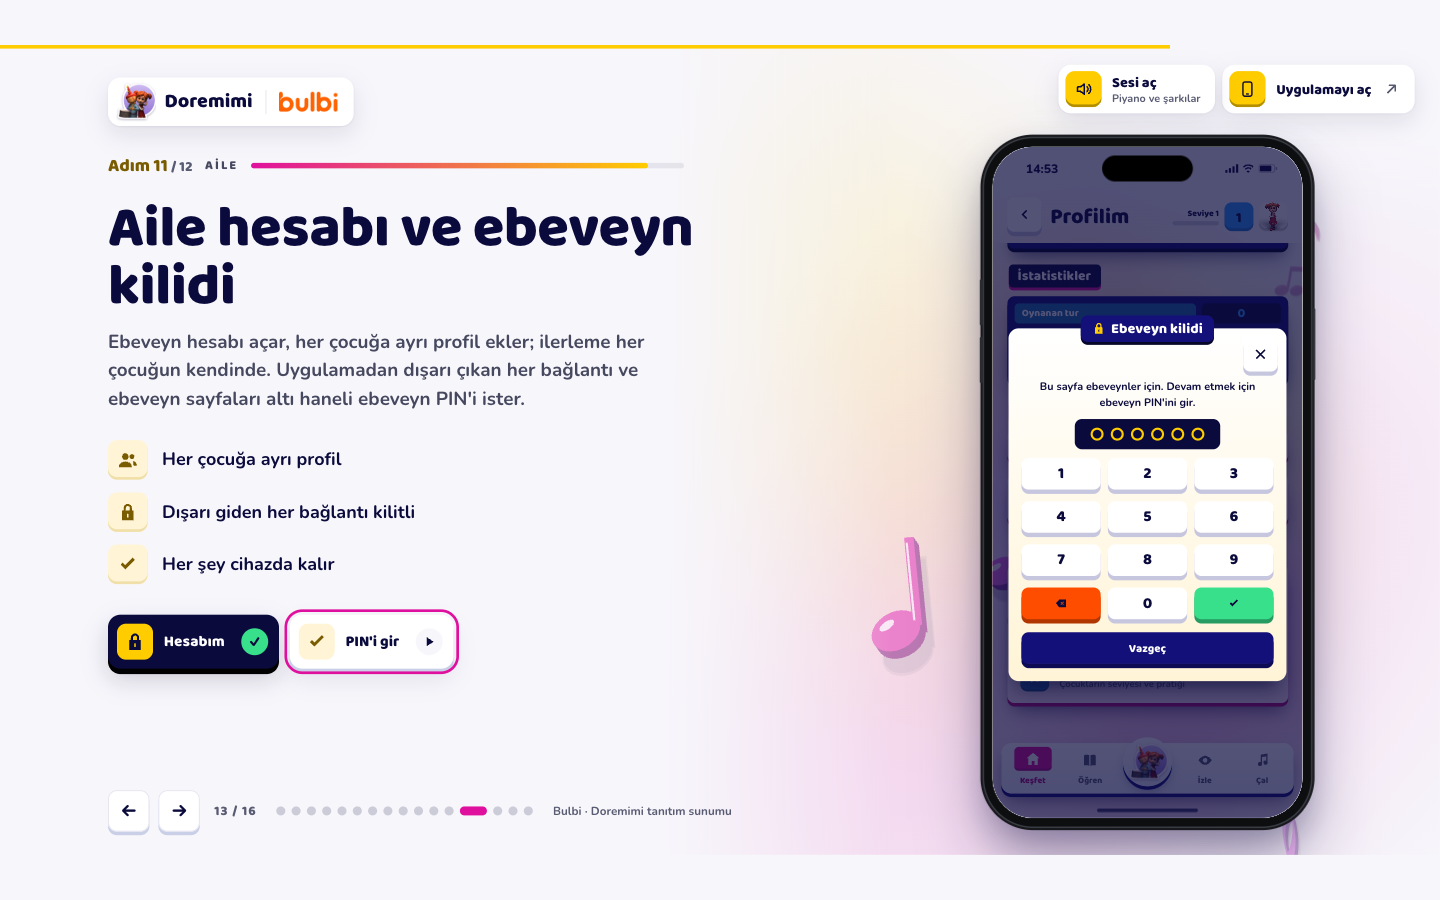 Doremimi
bulbi
Sesi aç
Piyano ve şarkılar
Uygulamayı aç
Adım 11 / 12 AİLE
Aile hesabı ve ebeveyn
kilidi
Ebeveyn hesabı açar, her çocuğa ayrı profil ekler; ilerleme her
çocuğun kendinde. Uygulamadan dışarı çıkan her bağlantı ve
ebeveyn sayfaları altı haneli ebeveyn PIN'i ister.
Her çocuğa ayrı profil
Dışarı giden her bağlantı kilitli
Her şey cihazda kalır
Hesabım
PIN'i gir
13 / 16
Bulbi · Doremimi tanıtım sunumu
14:53
Profilim
Seviye 1
1
İstatistikler
Oynanan tur
0
Ebeveyn kilidi
Bu sayfa ebeveynler için. Devam etmek için
ebeveyn PIN'ini gir.
1 2 3
4 5 6
7 8 9
0
Vazgeç
Çocukların seviyesi ve pratiği
Keşfet
Öğren
İzle
Çal